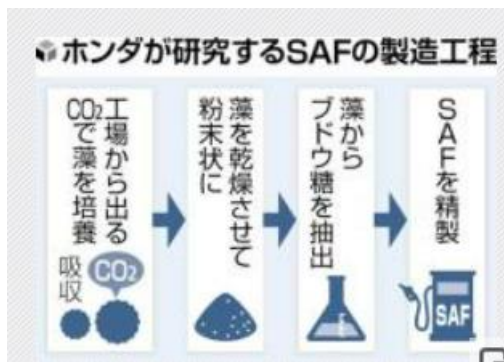 ホンダが研究するSAFの製造工程
工場から出る
CO₂で藻を培養
吸収
CO₂
藻を乾燥させて
粉末状に
藻から
ブドウ糖を抽出
SAFを精製
SAF